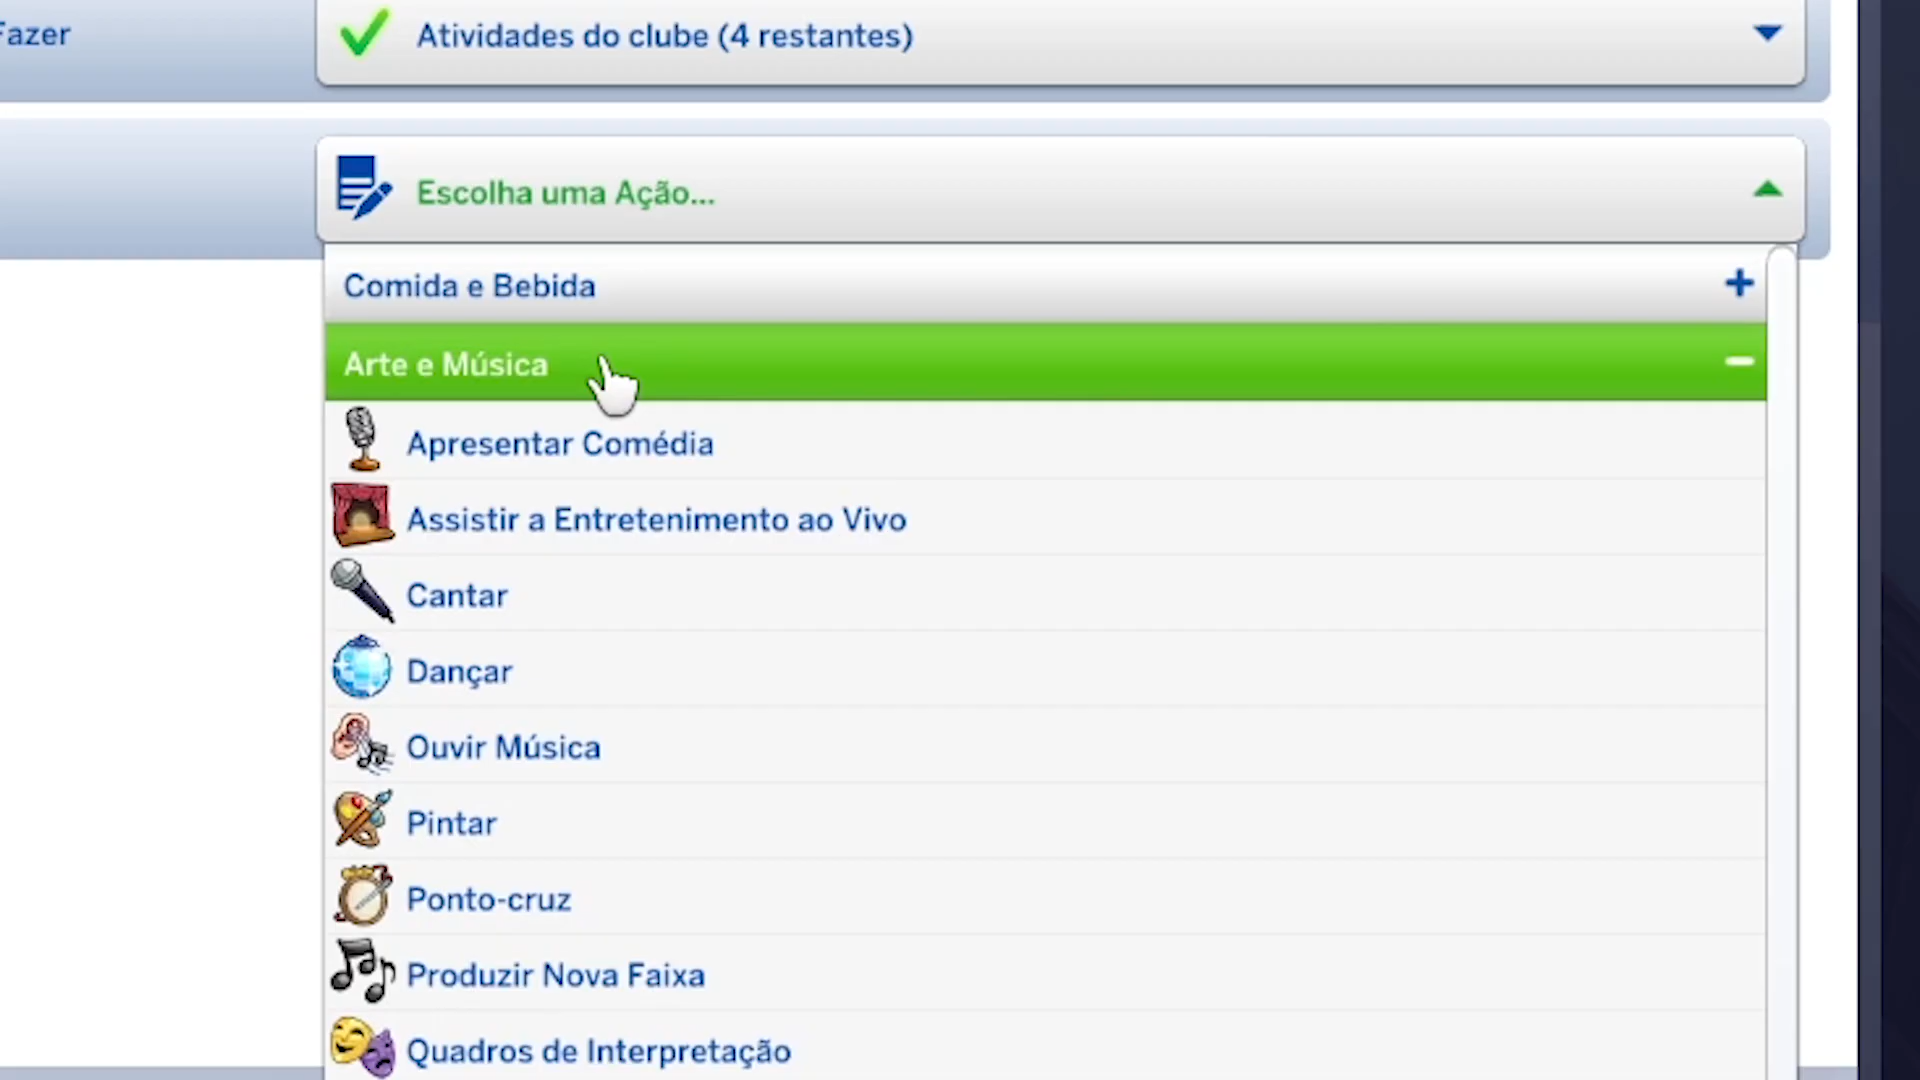 Fazer
Atividades do clube (4 restantes)
Escolha uma Ação...
Comida e Bebida
Arte e Música
Apresentar Comédia
Assistir a Entretenimento ao Vivo
Cantar
Dançar
Ouvir Música
Pintar
Ponto-cruz
Produzir Nova Faixa
Quadros de Interpretação